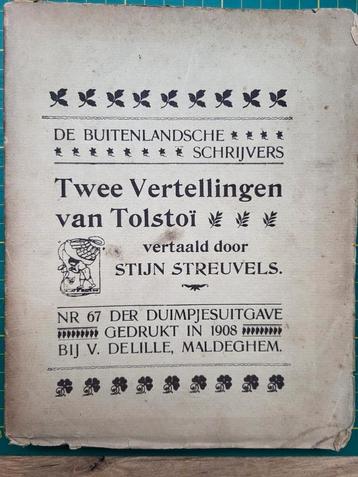 DE BUITENLANDSCHE
SCHRIJVERS
Twee Vertellingen
van Tolstoï
vertaald door
STIJN STREUVELS.
NR 67 DER DUIMPJESUITGAVE
GEDRUKT IN 1908
BIJ V. DELILLE, MALDEGHEM.